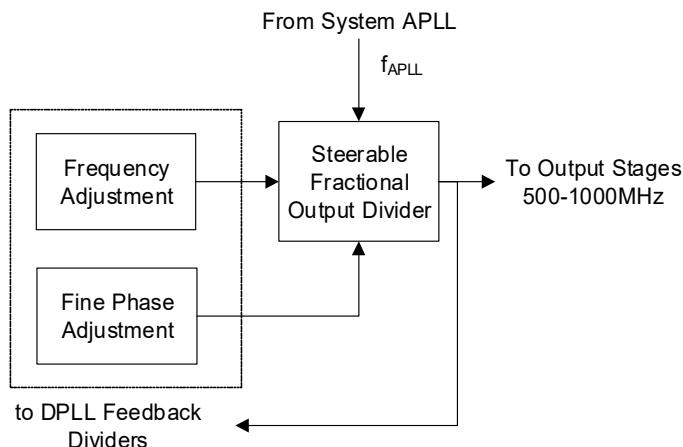 From System APLL
fAPLL
Frequency
Adjustment
Steerable
Fractional
Output Divider
To Output Stages
500-1000MHz
Fine Phase
Adjustment
to DPLL Feedback
Dividers